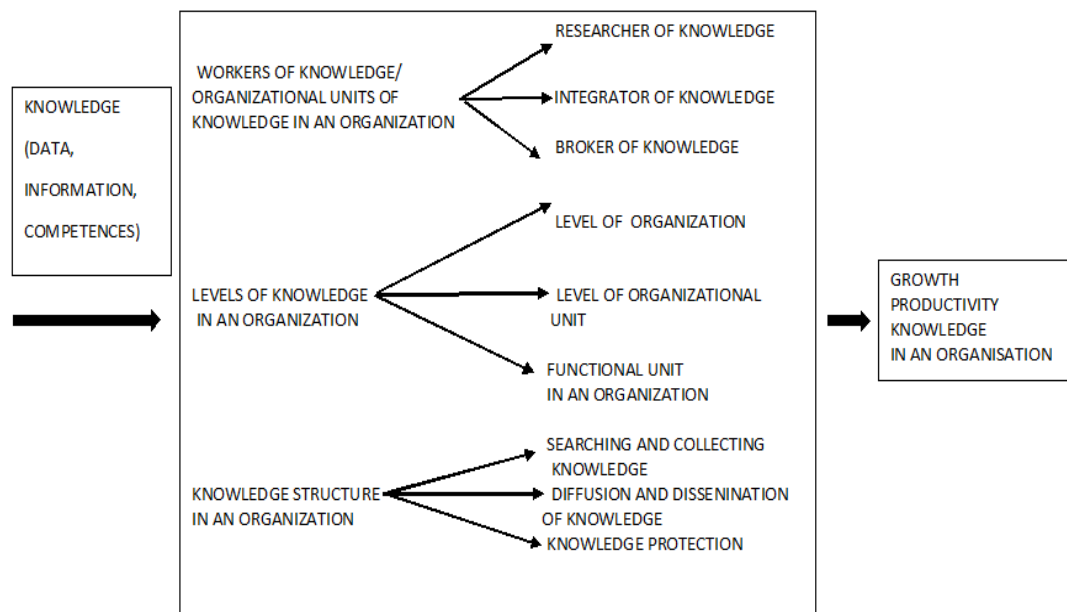 KNOWLEDGE
(DATA,
INFORMATION,
COMPETENCES)
WORKERS OF KNOWLEDGE/
ORGANIZATIONAL UNITS OF
KNOWLEDGE IN AN ORGANIZATION
RESEARCHER OF KNOWLEDGE
INTEGRATOR OF KNOWLEDGE
BROKER OF KNOWLEDGE
LEVELS OF KNOWLEDGE
IN AN ORGANIZATION
LEVEL OF ORGANIZATION
LEVEL OF ORGANIZATIONAL
UNIT
FUNCTIONAL UNIT
IN AN ORGANIZATION
KNOWLEDGE STRUCTURE
IN AN ORGANIZATION
SEARCHING AND COLLECTING
KNOWLEDGE
DIFFUSION AND DISSENINATION
OF KNOWLEDGE
KNOWLEDGE PROTECTION
GROWTH
PRODUCTIVITY
KNOWLEDGE
IN AN ORGANISATION